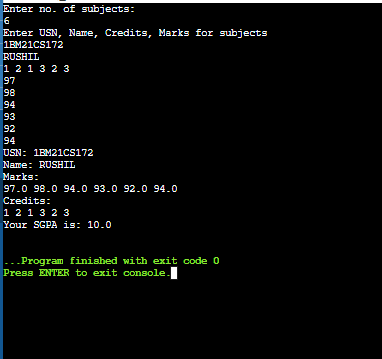 Enter no. of subjects:
6
Enter USN, Name, Credits, Marks for subjects
1BM21CS172
RUSHIL
1 2 1 3 2 3
97
98
94
93
92
94
USN: 1BM21CS172
Name: RUSHIL
Marks:
97.0 98.0 94.0 93.0 92.0 94.0
Credits:
1 2 1 3 2 3
Your SGPA is: 10.0
...Program finished with exit code 0
Press ENTER to exit console.